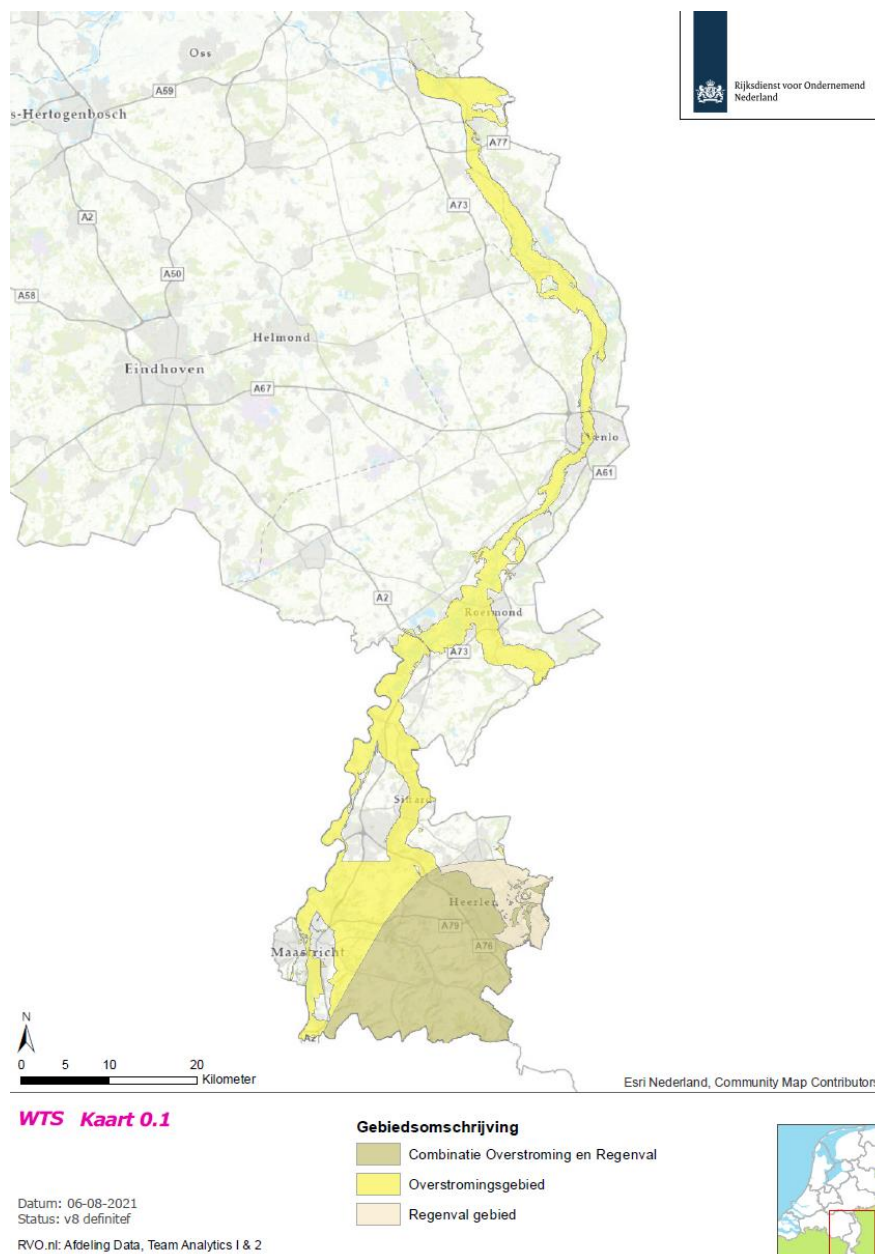 Oss
A59
s-Hertogenbosch
Rijksdienst voor Ondernemend
Nederland
A77
A73
A2
A50
A58
Helmond
Eindhoven
A67
Venlo
A61
A2
Roermond
A73
Sittard
Heerlen
A79
A76
Maastricht
A2
N
0 5 10 20
Kilometer
Esri Nederland, Community Map Contributors
WTS Kaart 0.1
Gebiedsomschrijving
Combinatie Overstroming en Regenval
Overstromingsgebied
Regenval gebied
Datum: 06-08-2021
Status: v8 definitef
RVO.nl: Afdeling Data, Team Analytics I & 2